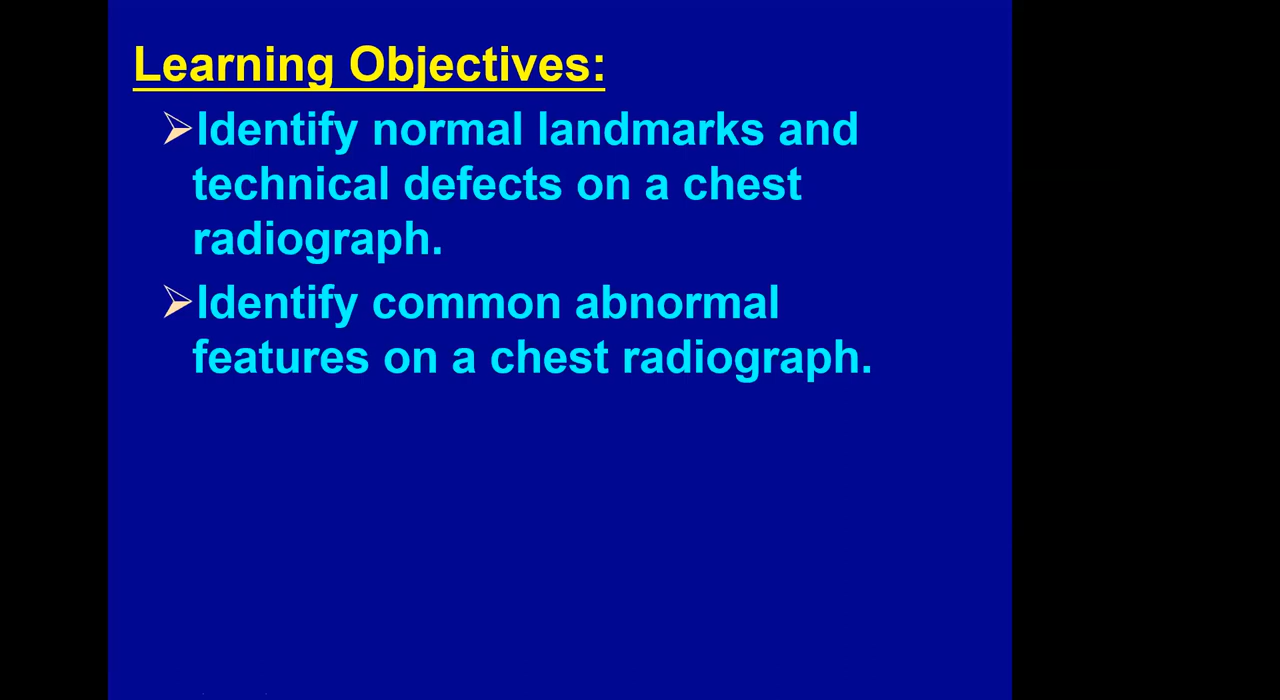 Learning Objectives:
➢Identify normal landmarks and
technical defects on a chest
radiograph.
➢Identify common abnormal
features on a chest radiograph.